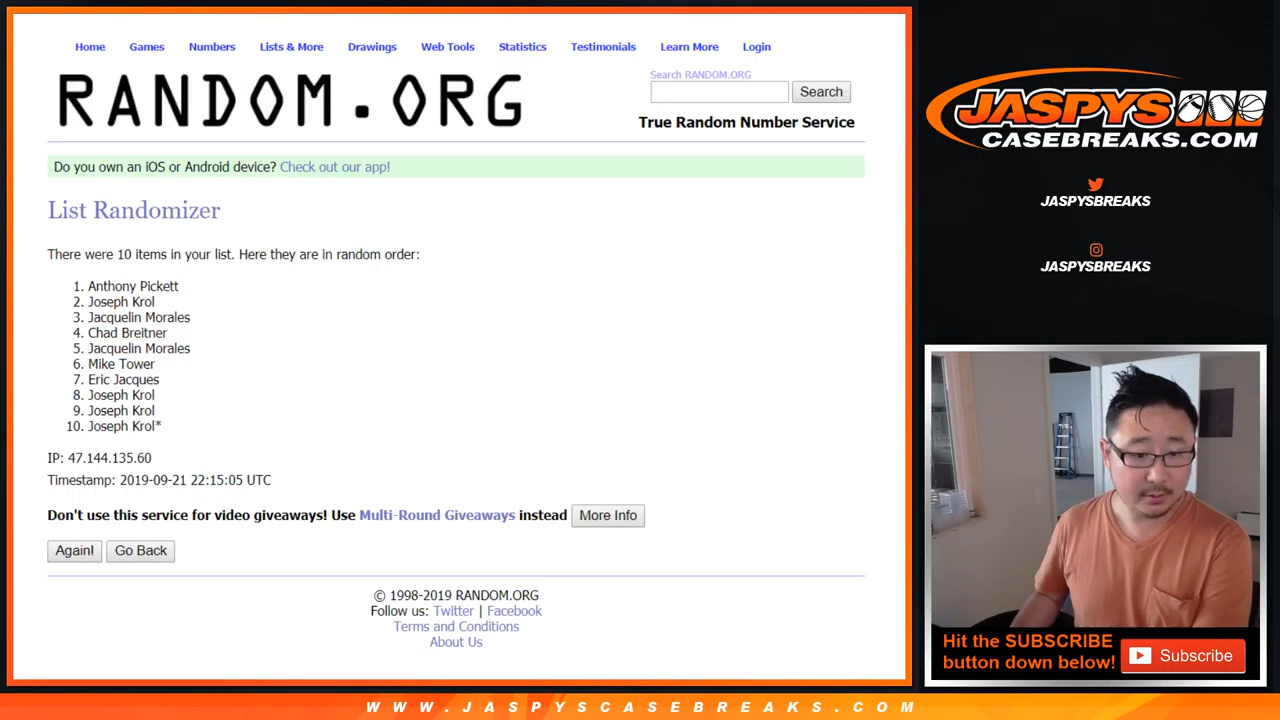 Home Games Numbers Lists & More Drawings Web Tools Statistics Testimonials Learn More Login
RANDOM.ORG
Search RANDOM.ORG
Search
True Random Number Service
Do you own an iOS or Android device? Check out our app!
List Randomizer
There were 10 items in your list. Here they are in random order:
1. Anthony Pickett
2. Joseph Krol
3. Jacquelin Morales
4. Chad Breitner
5. Jacquelin Morales
6. Mike Tower
7. Eric Jacques
8. Joseph Krol
9. Joseph Krol
10. Joseph Krol*
IP: 47.144.135.60
Timestamp: 2019-09-21 22:15:05 UTC
Don't use this service for video giveaways! Use Multi-Round Giveaways instead More Info
Again! Go Back
© 1998-2019 RANDOM.ORG
Follow us: Twitter | Facebook
Terms and Conditions
About Us
JASPYS
CASEBREAKS.COM
JASPYSBREAKS
JASPYSBREAKS
Hit the SUBSCRIBE
button down below!
Subscribe
WWW.JASPYSCASEBREAKS.COM